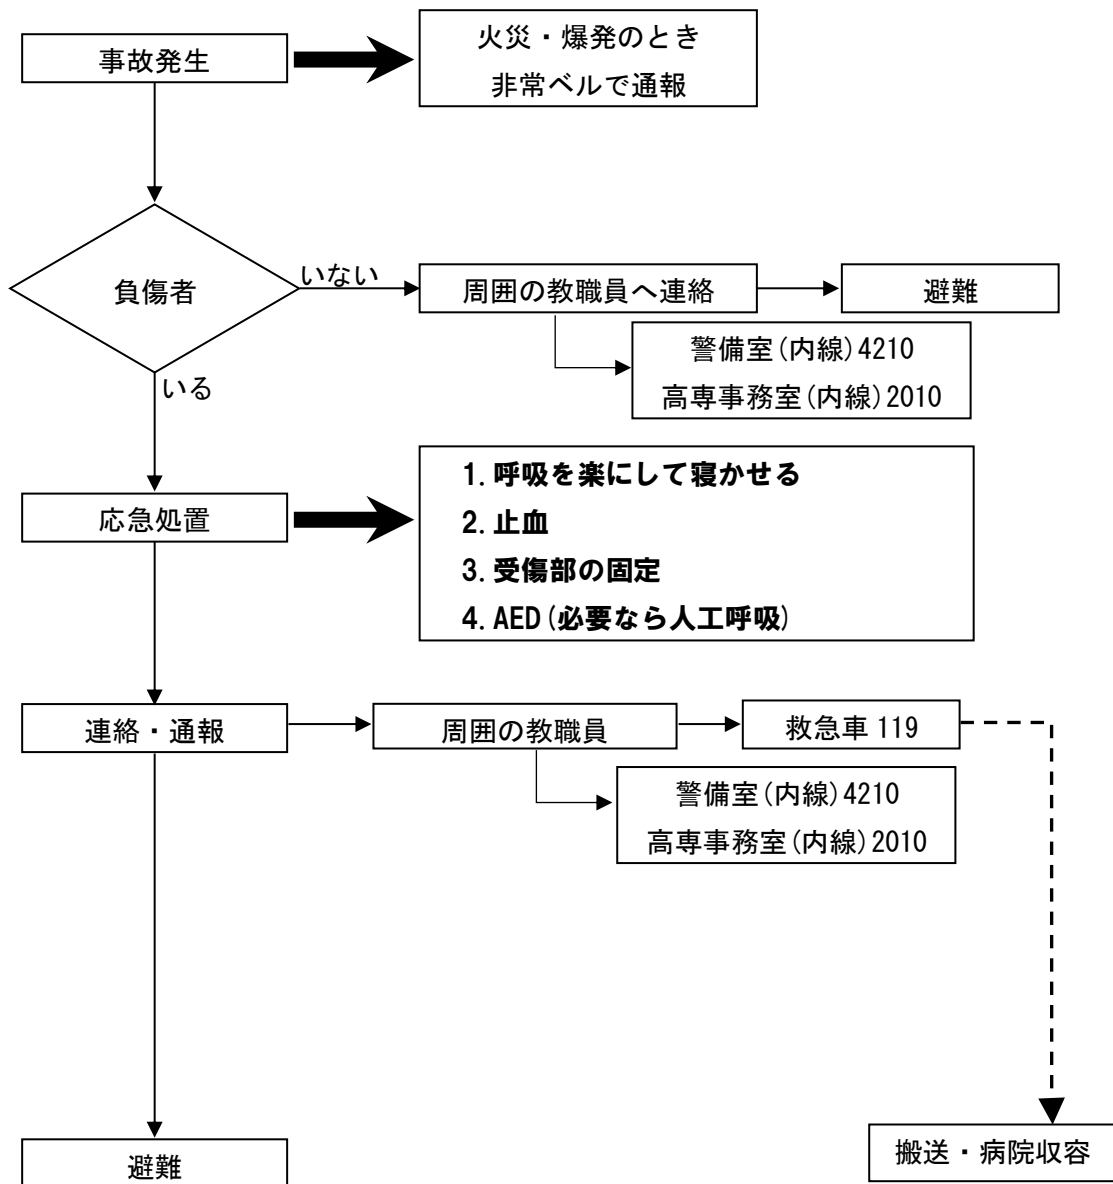 事故発生
火災・爆発のとき
非常ベルで通報
負傷者
いない
周囲の教職員へ連絡
避難
警備室(内線)4210
高専事務室(内線)2010
いる
応急処置
1. 呼吸を楽にして寝かせる
2. 止血
3. 受傷部の固定
4. AED(必要なら人工呼吸)
連絡・通報
周囲の教職員
救急車 119
警備室(内線)4210
高専事務室(内線)2010
避難
搬送・病院収容